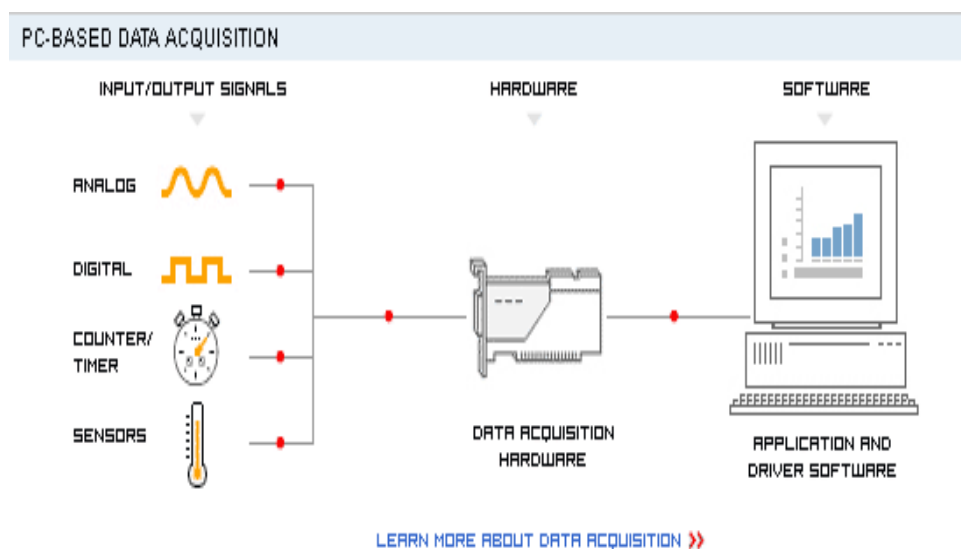 PC-BASED DATA ACQUISITION
INPUT/OUTPUT SIGNALS
HARDWARE
SOFTWARE
ANALOG
DIGITAL
COUNTER/
TIMER
SENSORS
DATA ACQUISITION
HARDWARE
APPLICATION AND
DRIVER SOFTWARE
LEARN MORE ABOUT DATA ACQUISITION »